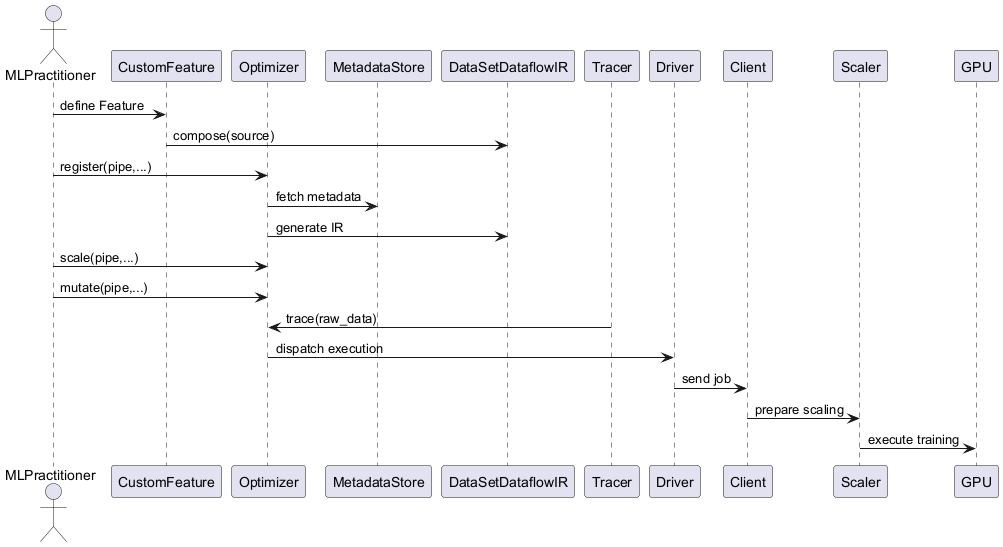 MLPractitioner
CustomFeature
Optimizer
MetadataStore
DataSetDataflowIR
Tracer
Driver
Client
Scaler
GPU
define Feature
compose(source)
register(pipe,...)
fetch metadata
generate IR
scale(pipe,...)
mutate(pipe,...)
trace(raw_data)
dispatch execution
send job
prepare scaling
execute training
MLPractitioner
CustomFeature
Optimizer
MetadataStore
DataSetDataflowIR
Tracer
Driver
Client
Scaler
GPU